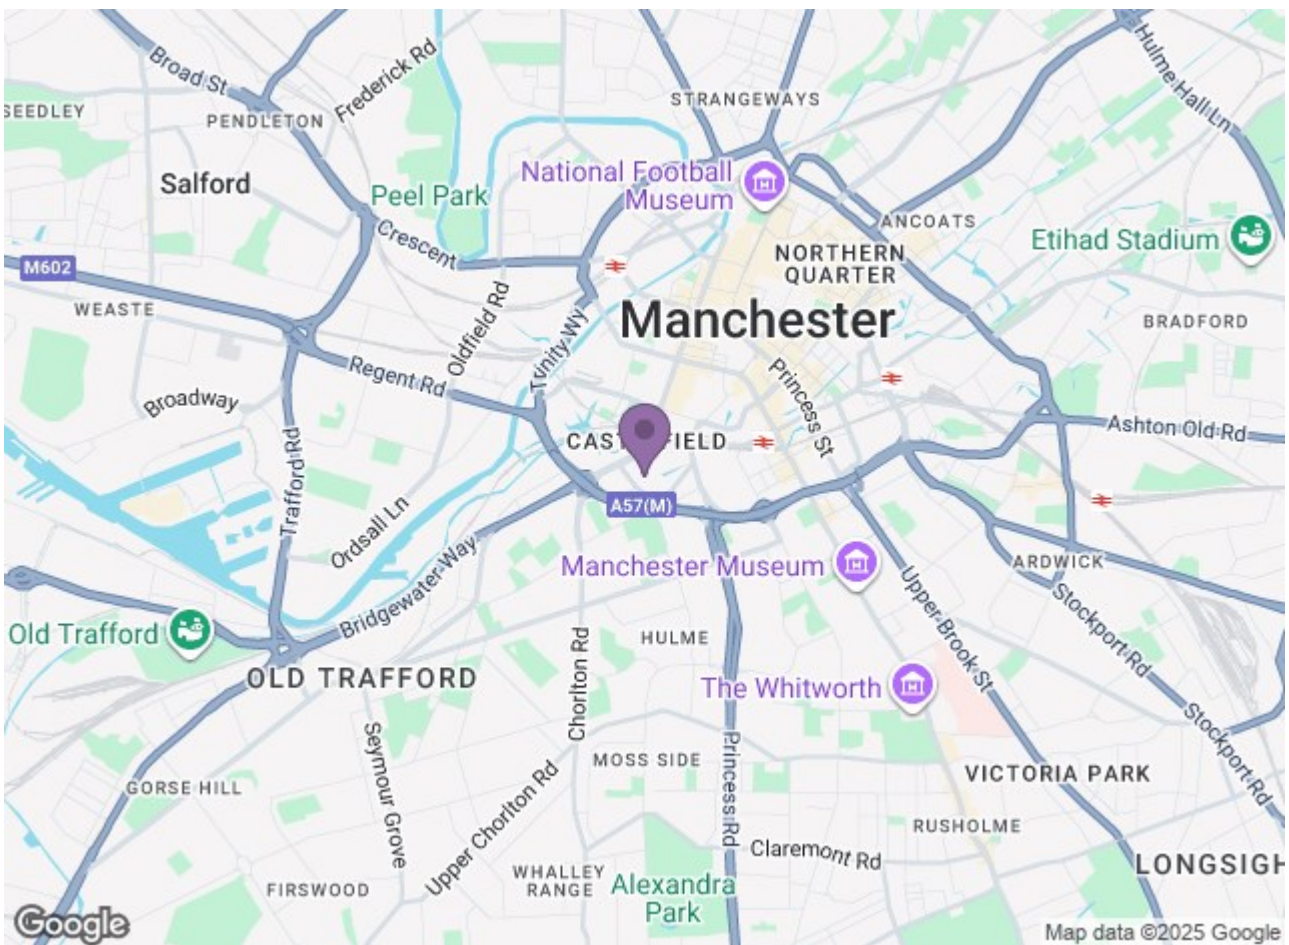 Broad St
Frederick Rd
Hulme Hall Ln
SEEDLEY
PENDLETON
STRANGEWAYS
Salford
Peel Park
National Football
Museum
ANCOATS
Etihad Stadium
Crescent
NORTHERN
QUARTER
M602
WEASTE
Oldfield Rd
Trinity Wy
Manchester
BRADFORD
Regent Rd
Princess St
Broadway
Ashton Old Rd
Trafford Rd
A57(M)
Ordsall Ln
Bridgewater Way
Manchester Museum
ARDWICK
Upper Brook St
Stockport Rd
Old Trafford
HULME
OLD TRAFFORD
Chorlton Rd
The Whitworth
Stockport Rd
Seymour Grove
MOSS SIDE
Princess Rd
VICTORIA PARK
GORSE HILL
Upper Chorlton Rd
RUSHOLME
Claremont Rd
LONGSIGH
WHALLEY
RANGE
FIRSWOOD
Alexandra
Park
Google
Map data ©2025 Google